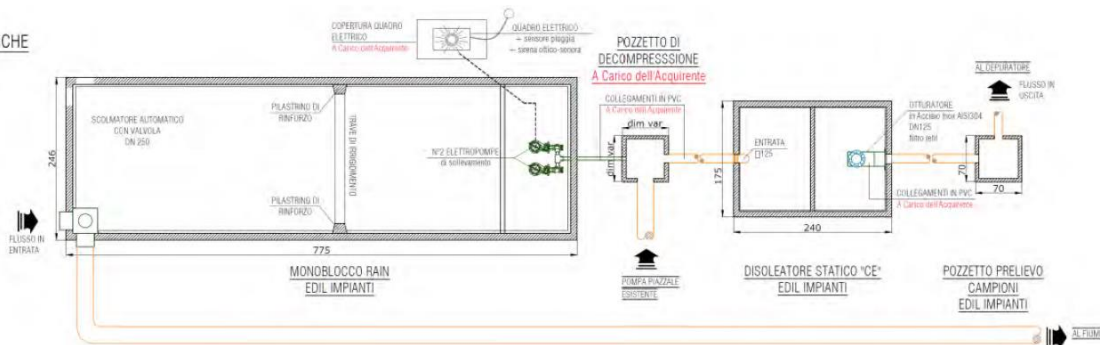 CHE
COPERTURA QUADRO
ELETTRICO
A Carico dell'Acquirente
QUADRO ELETTRICO
– sensore pioggia
– sirena ottico-sonora
POZZETTO DI
DECOMPRESSSIONE
A Carico dell'Acquirente
COLLEGAMENTI IN PVC
A Carico dell'Acquirente
dim var
dim var
AL DEPURATORE
FLUSSO IN
USCITA
OTTURATORE
in Acciaio Inox AISI304
DN125
filtro refil
SCOLMATORE AUTOMATICO
CON VALVOLA
DN 250
PILASTRINO DI
RINFORZO
TRAVE DI IRRIGIDIMENTO
N°2 ELETTROPOMPE
di sollevamento
PILASTRINO DI
RINFORZO
ENTRATA
125
COLLEGAMENTI IN PVC
A Carico dell'Acquirente
246
175
70
70
240
775
FLUSSO IN
ENTRATA
MONOBLOCCO RAIN
EDIL IMPIANTI
POMPA PIAZZALE
ESISTENTE
DISOLEATORE STATICO "CE"
EDIL IMPIANTI
POZZETTO PRELIEVO
CAMPIONI
EDIL IMPIANTI
AL FIUM